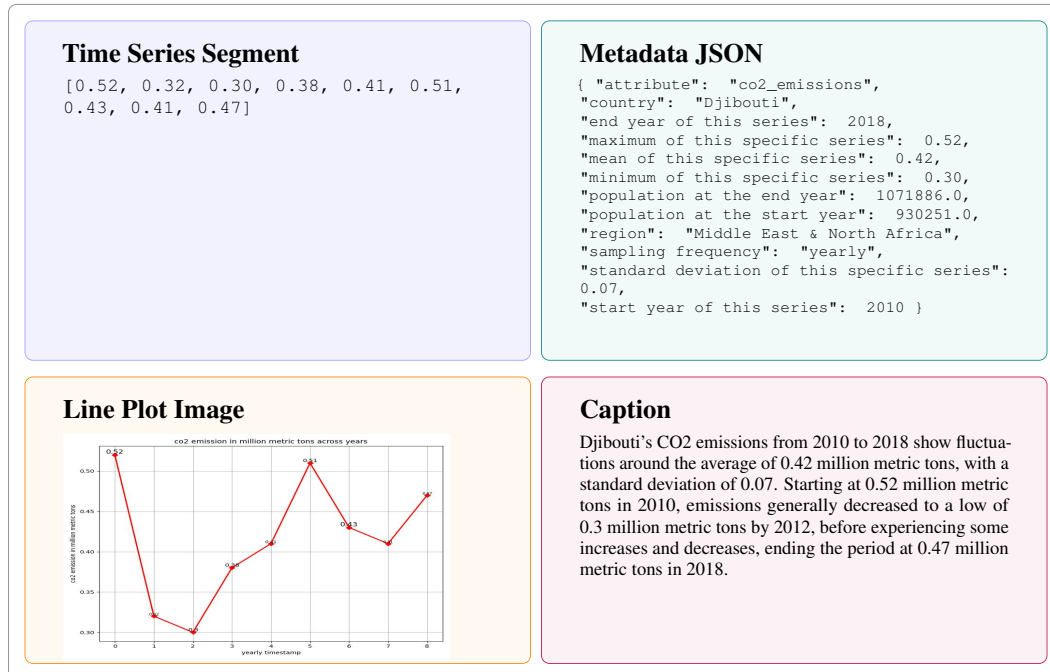 Time Series Segment
[0.52, 0.32, 0.30, 0.38, 0.41, 0.51,
0.43, 0.41, 0.47]
Metadata JSON
{ "attribute": "co2_emissions",
"country": "Djibouti",
"end year of this series": 2018,
"maximum of this specific series": 0.52,
"mean of this specific series": 0.42,
"minimum of this specific series": 0.30,
"population at the end year": 1071886.0,
"population at the start year": 930251.0,
"region": "Middle East & North Africa",
"sampling frequency": "yearly",
"standard deviation of this specific series":
0.07,
"start year of this series": 2010 }
Line Plot Image
co2 emission in million metric tons across years
co2 emission in million metric tons
0.50
0.45
0.40
0.35
0.30
0.52
0.51
0.43
0 1 2 3 4 5 6 7 8
yearly timestamp
Caption
Djibouti's CO2 emissions from 2010 to 2018 show fluctua-
tions around the average of 0.42 million metric tons, with a
standard deviation of 0.07. Starting at 0.52 million metric
tons in 2010, emissions generally decreased to a low of
0.3 million metric tons by 2012, before experiencing some
increases and decreases, ending the period at 0.47 million
metric tons in 2018.